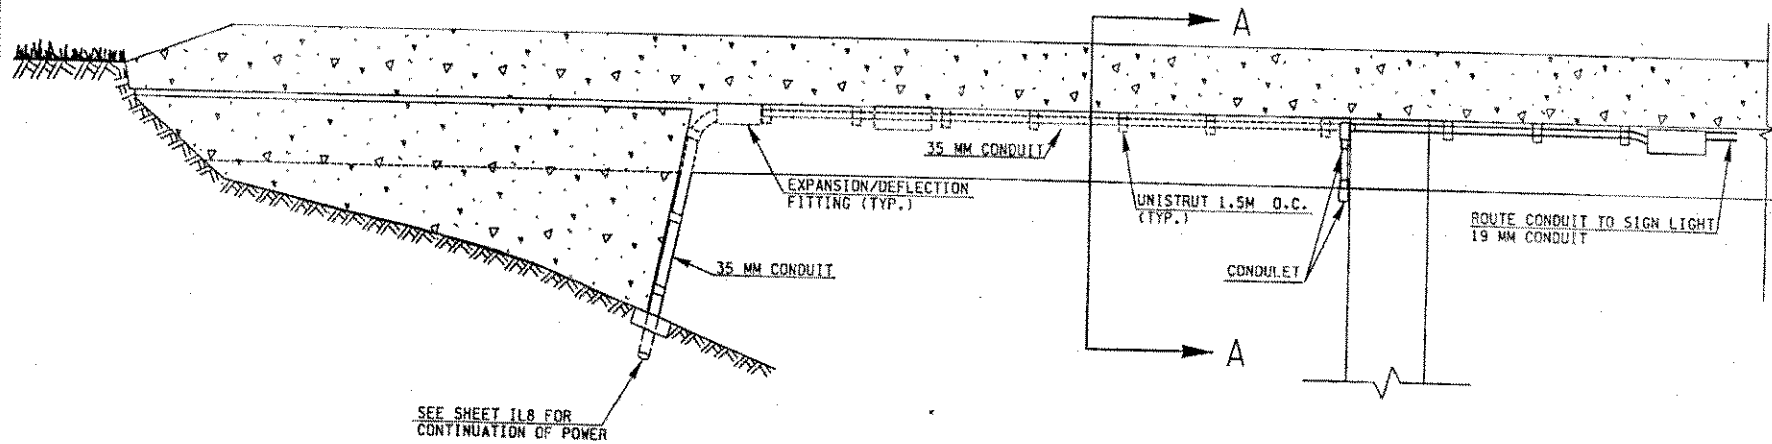 A
35 MM CONDUIT
EXPANSION/DEFLECTION
FITTING (TYP.)
UNISTRUT 1.5M O.C.
(TYP.)
ROUTE CONDUIT TO SIGN LIGHT
19 MM CONDUIT
35 MM CONDUIT
CONDULET
A
SEE SHEET IL8 FOR
CONTINUATION OF POWER